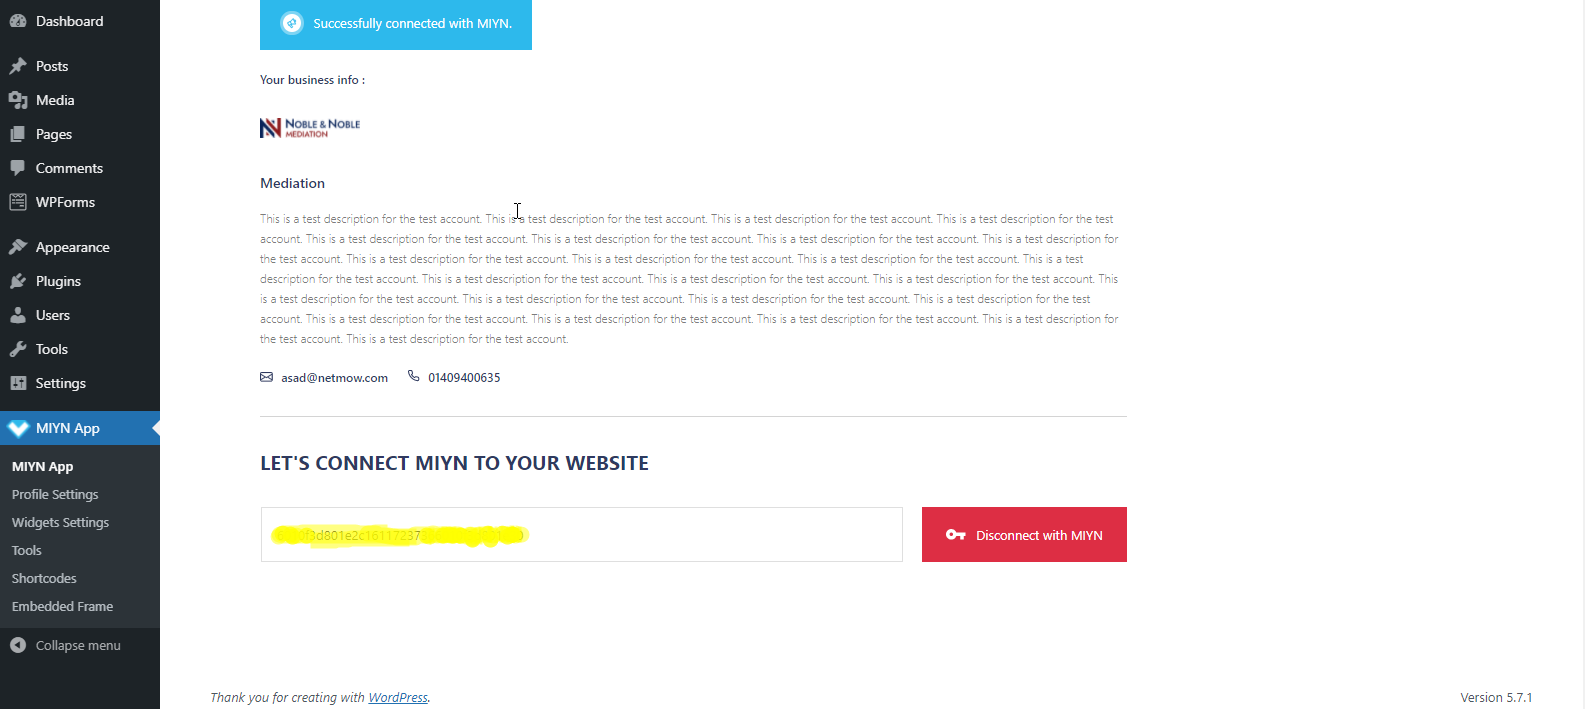 Dashboard
Posts
Media
Pages
Comments
WPForms
Appearance
Plugins
Users
Tools
Settings
MIYN App
MIYN App
Profile Settings
Widgets Settings
Tools
Shortcodes
Embedded Frame
Collapse menu
Successfully connected with MIYN.
Your business info :
NOBLE & NOBLE
MEDIATION
Mediation
This is a test description for the test account. This is a test description for the test account. This is a test description for the test account. This is a test description for the test
account. This is a test description for the test account. This is a test description for the test account. This is a test description for the test account. This is a test description for
the test account. This is a test description for the test account. This is a test description for the test account. This is a test description for the test account. This is a test
description for the test account. This is a test description for the test account. This is a test description for the test account. This is a test description for the test account. This
is a test description for the test account. This is a test description for the test account. This is a test description for the test account. This is a test description for the test
account. This is a test description for the test account. This is a test description for the test account. This is a test description for the test account. This is a test description for
the test account. This is a test description for the test account.
asad@netmow.com 01409400635
LET'S CONNECT MIYN TO YOUR WEBSITE
Disconnect with MIYN
Thank you for creating with WordPress.
Version 5.7.1